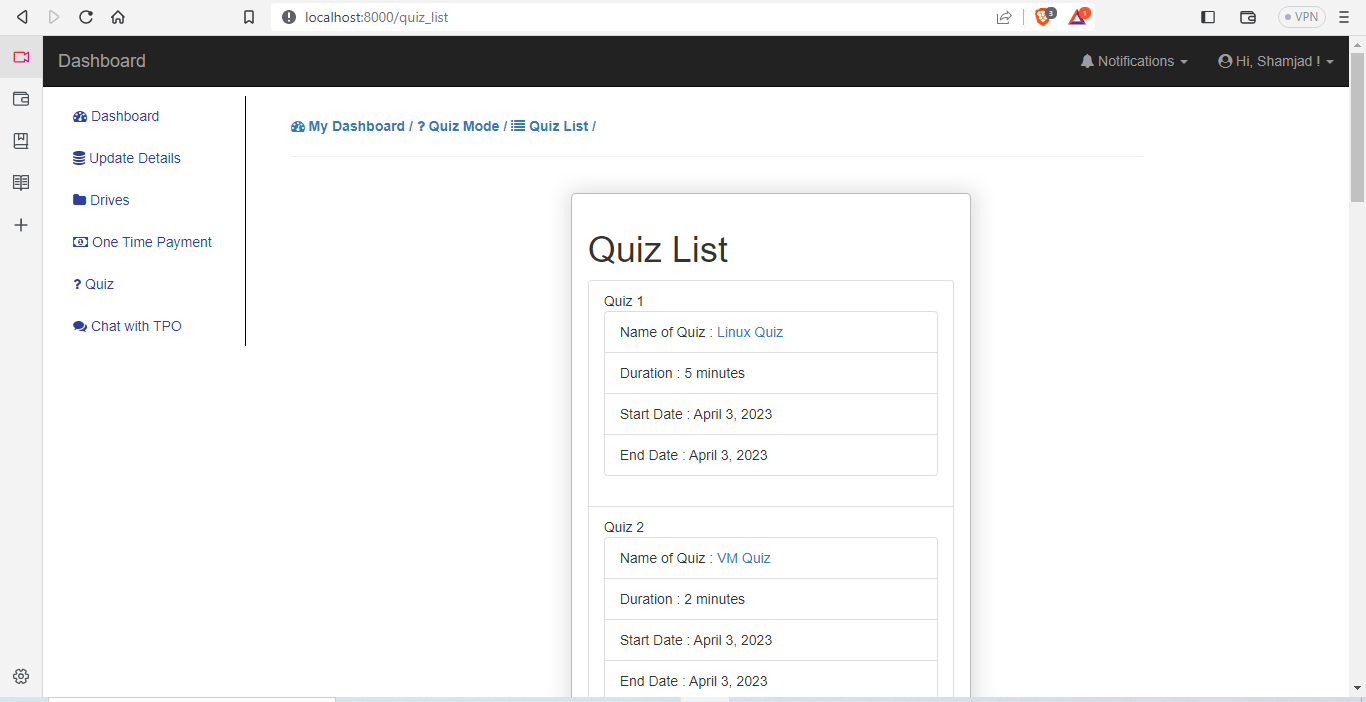 localhost:8000/quiz_list
3
1
VPN
Dashboard
Notifications
Hi, Shamjad !
Dashboard
Update Details
Drives
One Time Payment
? Quiz
Chat with TPO
My Dashboard / ? Quiz Mode / Quiz List /
Quiz List
Quiz 1
Name of Quiz : Linux Quiz
Duration : 5 minutes
Start Date : April 3, 2023
End Date : April 3, 2023
Quiz 2
Name of Quiz : VM Quiz
Duration : 2 minutes
Start Date : April 3, 2023
End Date : April 3, 2023